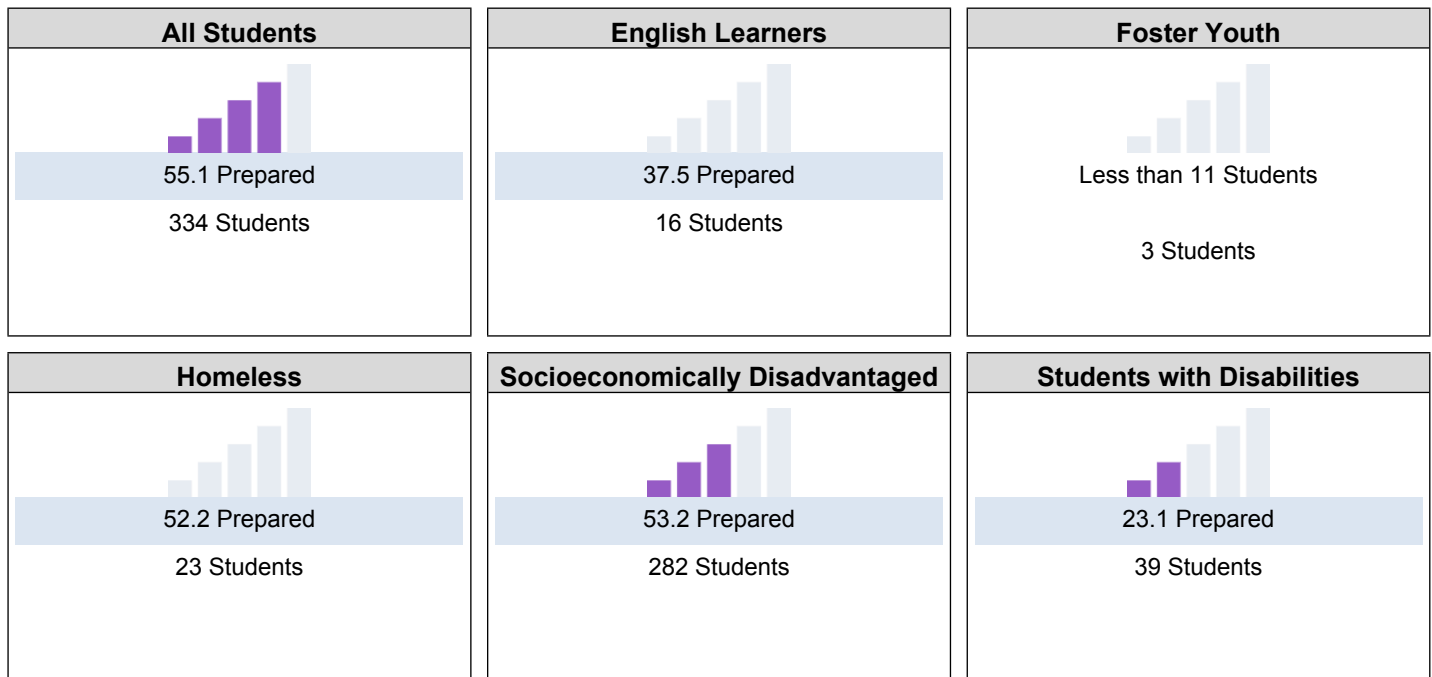 All Students
55.1 Prepared
334 Students
English Learners
37.5 Prepared
16 Students
Foster Youth
Less than 11 Students
3 Students
Homeless
52.2 Prepared
23 Students
Socioeconomically Disadvantaged
53.2 Prepared
282 Students
Students with Disabilities
23.1 Prepared
39 Students